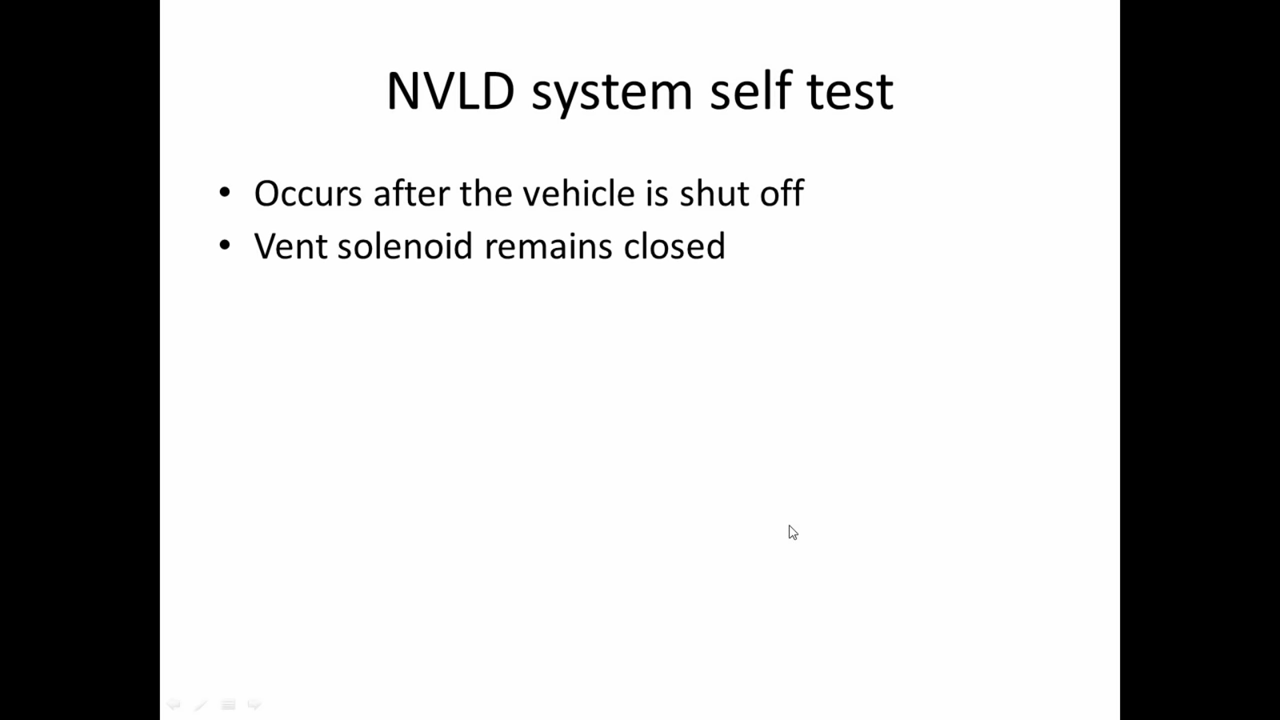 NVLD system self test
• Occurs after the vehicle is shut off
• Vent solenoid remains closed